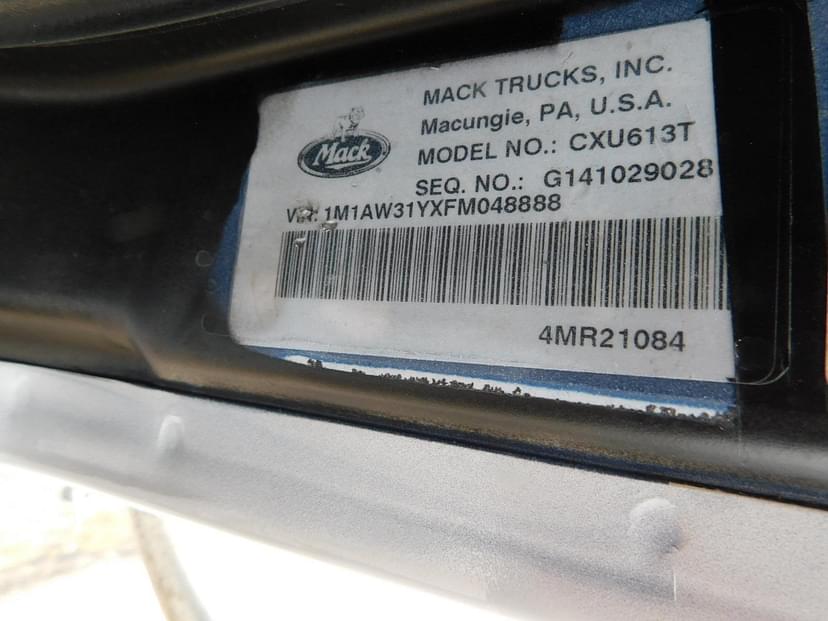 MACK TRUCKS, INC.
Macungie, PA, U.S.A.
Mack
MODEL NO.: CXU613T
SEQ. NO.: G141029028
VIN: 1M1AW31YXFM048888
4MR21084